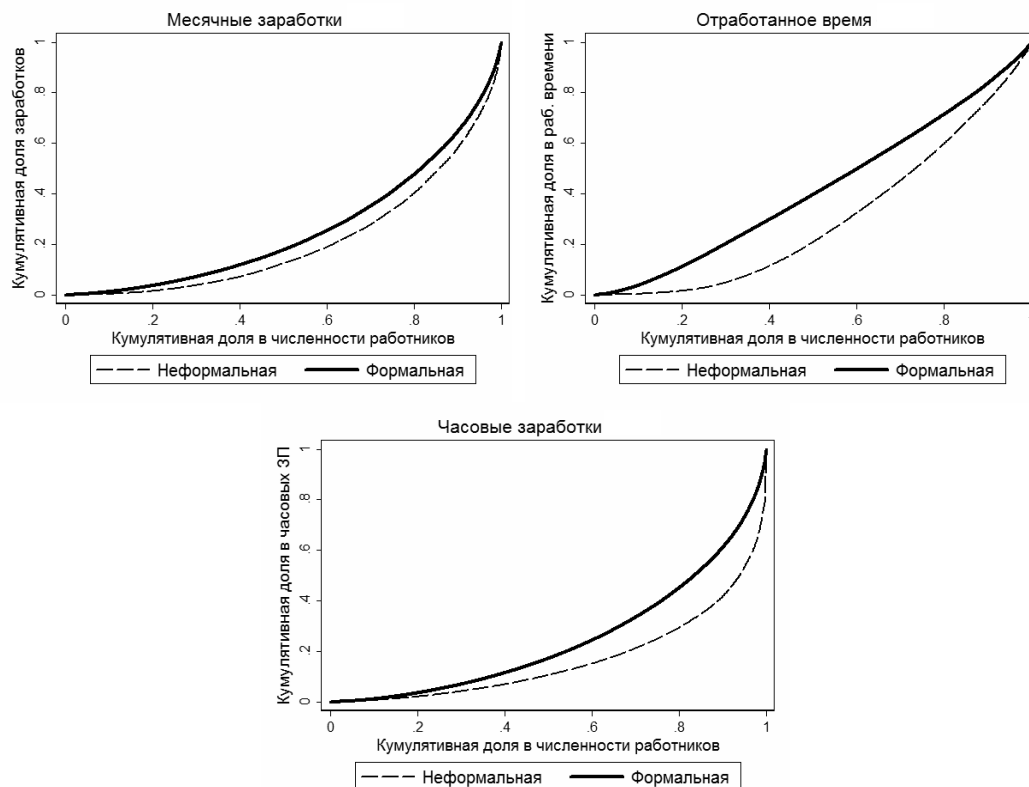 Месячные заработки
Кумулятивная доля заработков
1
.8
.6
.4
.2
0
0 .2 .4 .6 .8 1
Кумулятивная доля в численности работников
Неформальная Формальная
Отработанное время
Кумулятивная доля в раб. времени
1
.8
.6
.4
.2
0
0 .2 .4 .6 .8
Кумулятивная доля в численности работников
Неформальная Формальная
Часовые заработки
Кумулятивная доля в часовых ЗП
1
.8
.6
.4
.2
0
0 .2 .4 .6 .8 1
Кумулятивная доля в численности работников
Неформальная Формальная